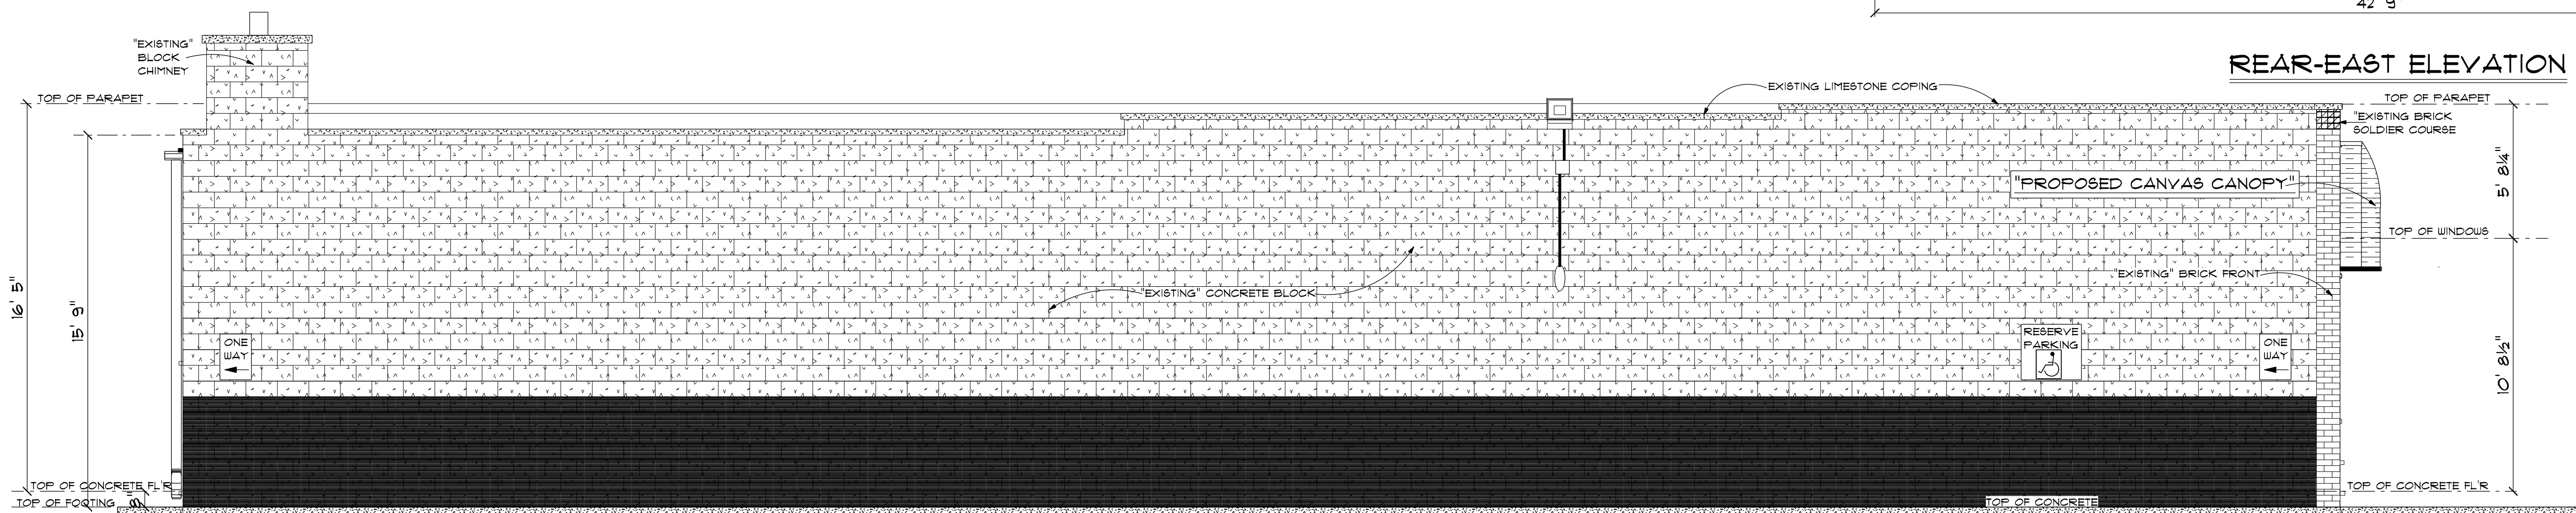 42' 9"
REAR-EAST ELEVATION
"EXISTING"
BLOCK
CHIMNEY
TOP OF PARAPET
EXISTING LIMESTONE COPING
TOP OF PARAPET
"EXISTING BRICK
SOLDIER COURSE
"PROPOSED CANVAS CANOPY"
5' 8¼"
TOP OF WINDOWS
"EXISTING" BRICK FRONT
"EXISTING" CONCRETE BLOCK
16' 5"
15' 9"
ONE
WAY
RESERVE
PARKING
ONE
WAY
10' 8½"
TOP OF CONCRETE FL'R
TOP OF FOOTING
8"
TOP OF CONCRETE
TOP OF CONCRETE FL'R